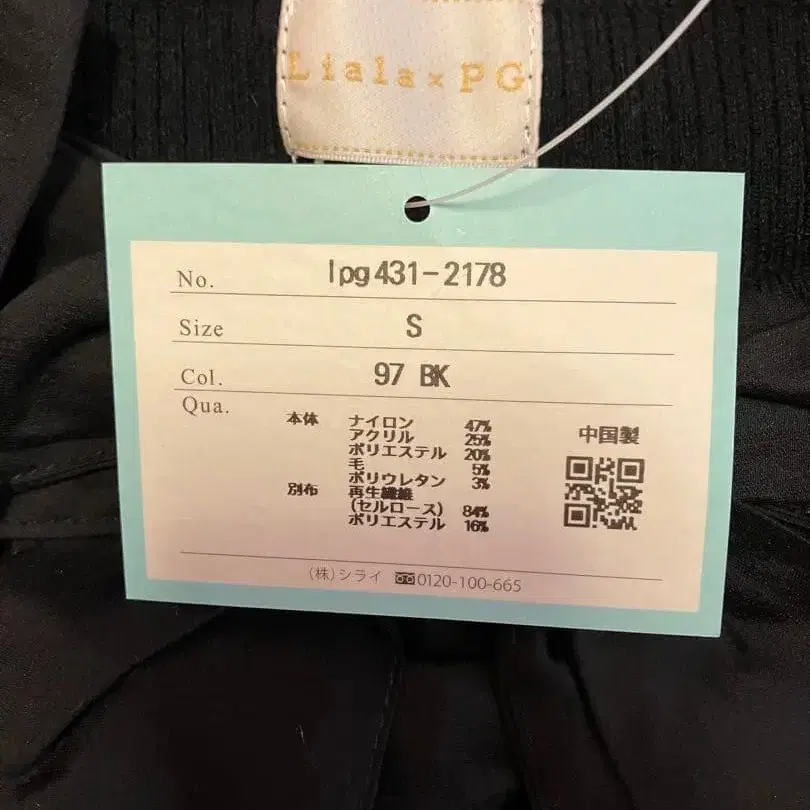 Liala×PG
No. lpg431-2178
Size S
Col. 97 BK
Qua.
本体 ナイロン 47%
アクリル 25%
ポリエステル 20%
毛 5%
ポリウレタン 3%
別布 再生繊維
(セルロース) 84%
ポリエステル 16%
中国製
(株)シライ 0120-100-665